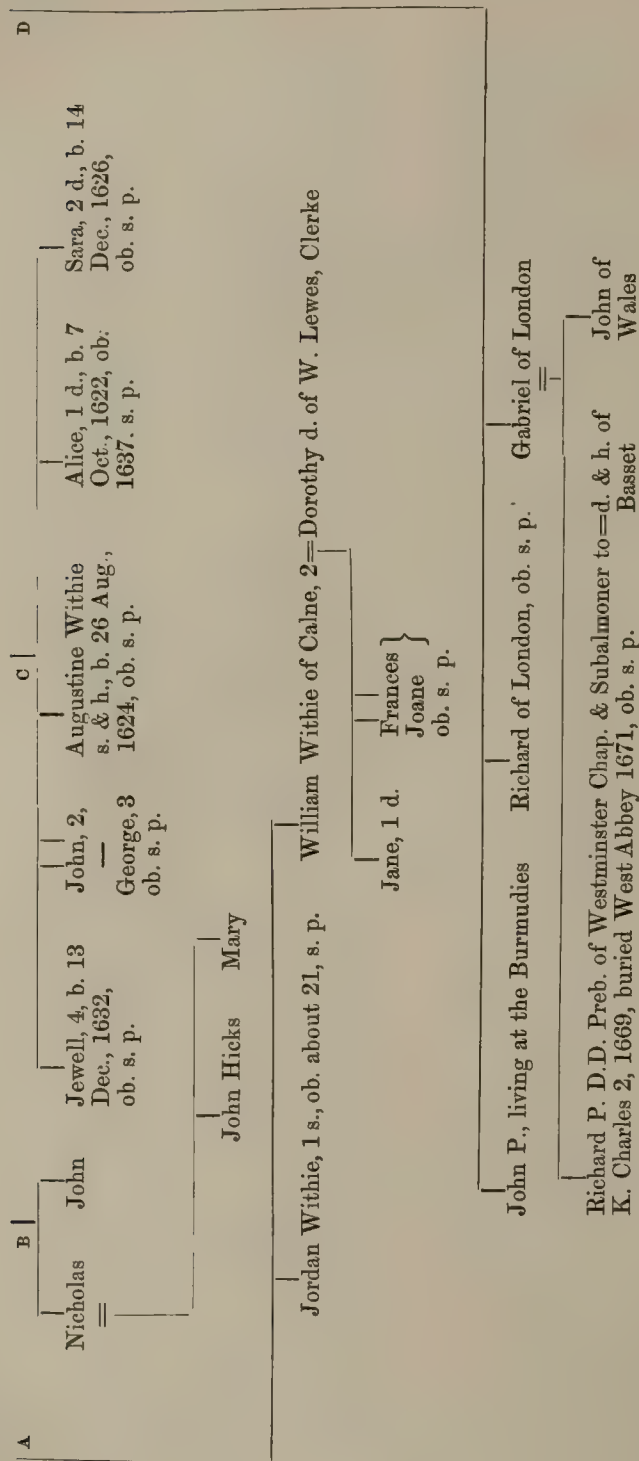 A
B
C
D
Nicholas
=
John
Jewell, 4, b. 13
Dec., 1632,
ob. s. p.
John, 2,
—
George, 3
ob. s. p.
Augustine Withie
s. & h., b. 26 Aug.,
1624, ob. s. p.
Alice, 1 d., b. 7
Oct., 1622, ob.
1637. s. p.
Sara, 2 d., b. 14
Dec., 1626,
ob. s. p.
John Hicks
Mary
Jordan Withie, 1 s., ob. about 21, s. p.
William Withie of Calne, 2=Dorothy d. of W. Lewes, Clerke
Jane, 1 d.
Frances }
Joane
ob. s. p.
John P., living at the Burmudies
Richard of London, ob. s. p.
Gabriel of London
=
Richard P. D.D. Preb. of Westminster Chap. & Subalmoner to=d. & h. of
K. Charles 2, 1669, buried West Abbey 1671, ob. s. p.
Basset
John of
Wales